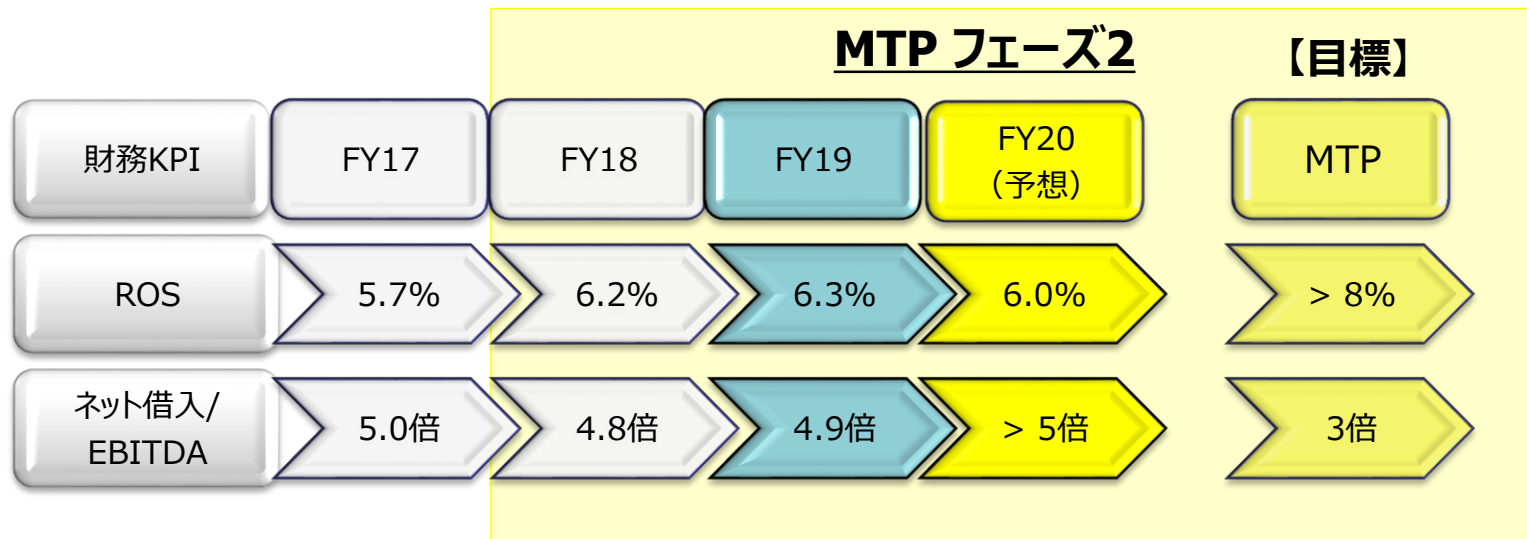 MTP フェーズ2
【目標】
財務KPI
FY17
FY18
FY19
FY20
（予想）
MTP
ROS
5.7%
6.2%
6.3%
6.0%
> 8%
ネット借入/
EBITDA
5.0倍
4.8倍
4.9倍
> 5倍
3倍